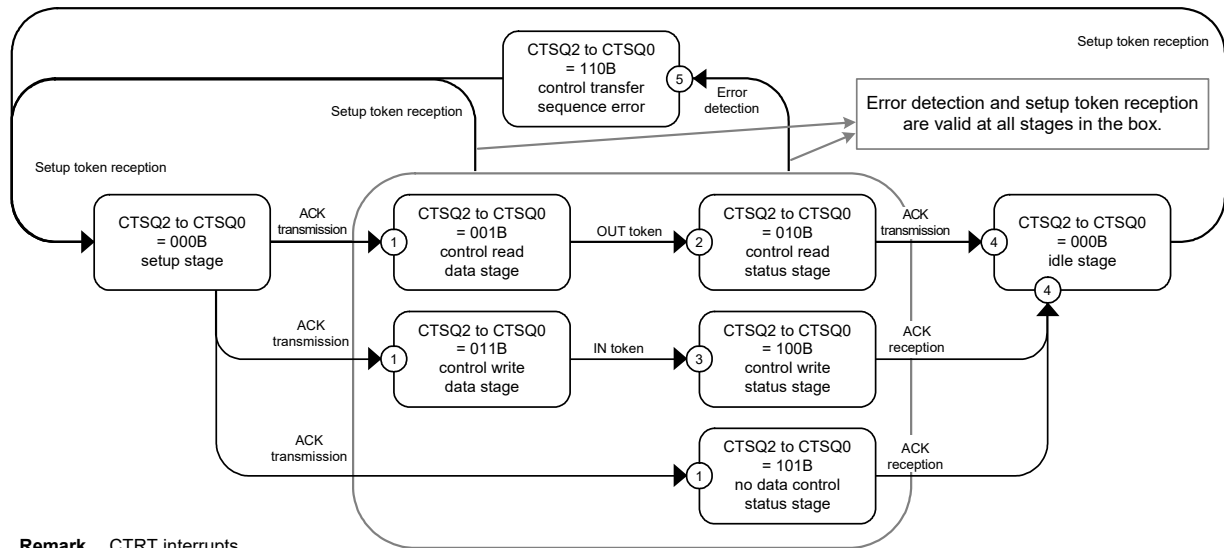 Setup token reception
CTSQ2 to CTSQ0
= 110B
control transfer
sequence error
5
Error
detection
Setup token reception
Error detection and setup token reception
are valid at all stages in the box.
Setup token reception
CTSQ2 to CTSQ0
= 000B
setup stage
ACK
transmission
1
CTSQ2 to CTSQ0
= 001B
control read
data stage
OUT token
2
CTSQ2 to CTSQ0
= 010B
control read
status stage
ACK
transmission
4
CTSQ2 to CTSQ0
= 000B
idle stage
4
ACK
transmission
1
CTSQ2 to CTSQ0
= 011B
control write
data stage
IN token
3
CTSQ2 to CTSQ0
= 100B
control write
status stage
ACK
reception
ACK
transmission
1
CTSQ2 to CTSQ0
= 101B
no data control
status stage
ACK
reception
Remark CTRT interrupts